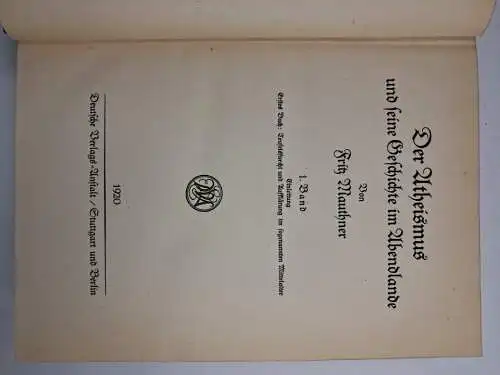 Der Atheismus
und seine Geschichte im Abendlande
Von
Fritz Mauthner
1. Band
Einleitung
Erstes Buch: Teufelsfurcht und Aufklärung im sogenannten Mittelalter
DVA
1920
Deutsche Verlags-Anstalt / Stuttgart und Berlin